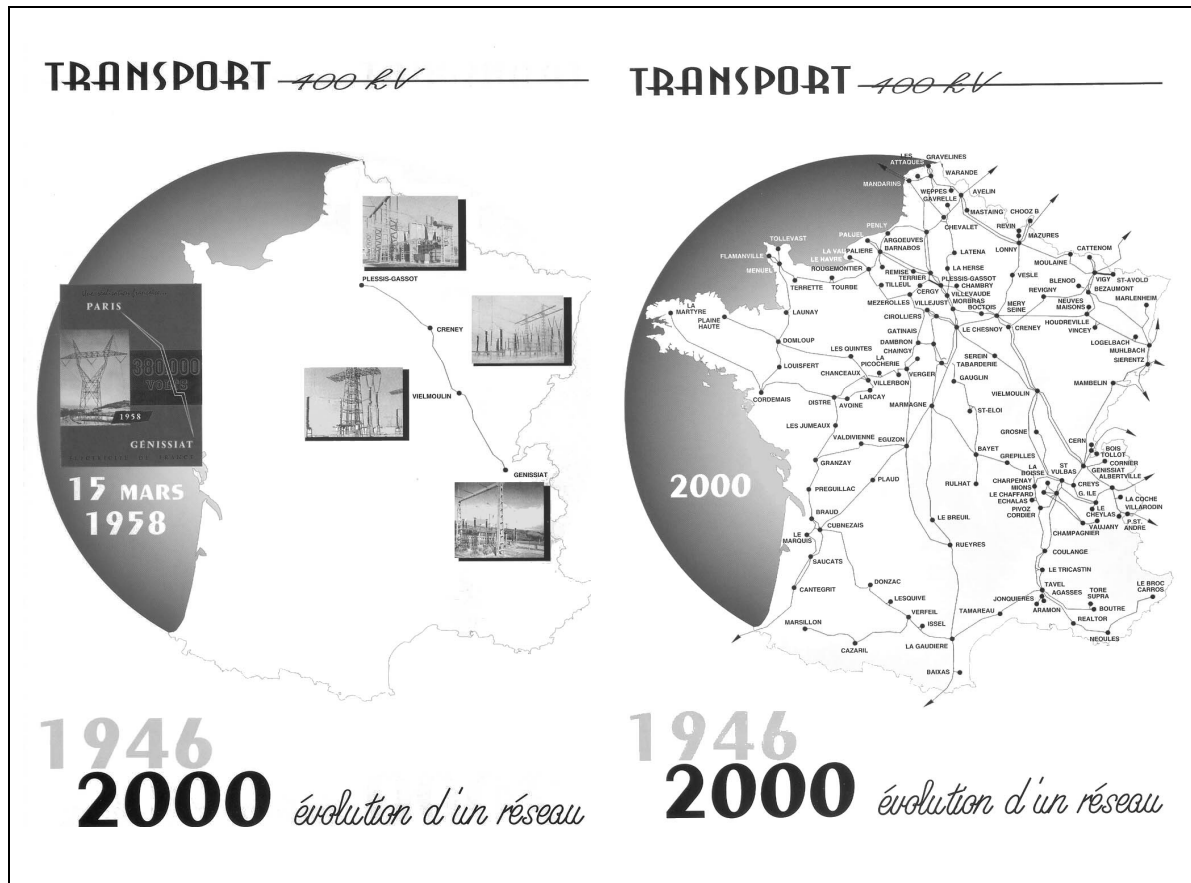 TRANSPORT 400 kV
PARIS
380.000
VOLTS
1958
GÉNISSIAT
15 MARS
1958
PLESSIS-GASSOT
CRENEY
VIELMOULIN
GENISSIAT
1946
2000 évolution d'un réseau
TRANSPORT 400 kV
LES
ATTAQUES
GRAVELINES
WARANDE
MANDARINS
WEPPES
GAVRELLE
AVELIN
MASTAING
CHOOZ B
PENLY
CHEVALET
REVIN
MAZURES
TOLLEVAST
PALUEL
ARGOEUVES
BARNABOS
LONNY
CATTENOM
FLAMANVILLE
LA VAL
PALIERE
LE HAVRE
LATENA
MOULAINE
MENUEL
ROUGEMONTIER
REMISE
LA HERSE
VESLE
VIGY
ST-AVOLD
TERRETTE
TOURBE
TERRIER
PLESSIS-GASSOT
BLENOD
BEZAUMONT
TILLEUL
CERGY
CHAMBRY
REVIGNY
MARLENHEIM
MEZEROLLES
VILLEVAUDE
MORBRAS
NEUVES
MAISONS
LA
MARTYRE
PLAINE
HAUTE
LAUNAY
VILLEJUST
CIROLLIERS
BOCTOIS
MERY
SEINE
HOUDREVILLE
VINCEY
LE CHESNOY
CRENEY
LOGELBACH
MUHLBACH
SIERENTZ
GATINAIS
DAMBRON
CHAINGY
DOMLOUP
LES QUINTES
LA
PICOCHERIE
SEREIN
TABARDERIE
LOUISFERT
CHANCEAUX
VERGER
GAUGLIN
MAMBELIN
VILLERBON
LARCAY
VIELMOULIN
CORDEMAIS
DISTRE
AVOINE
MARMAGNE
ST-ELOI
LES JUMEAUX
GROSNE
VALDIVIENNE
EGUZON
CERN
BOIS
TOLLOT
BAYET
GREPILLES
CORNIER
GRANZAY
LA
BOISSE
ST
VULBAS
GENISSIAT
ALBERTVILLE
PLAUD
RULHAT
CHARPENAY
MIONS
CREYS
PREGUILLAC
LE CHAFFARD
ECHALAS
G. ILE
LA COCHE
VILLARODIN
PIVOZ
CORDIER
LE
CHEYLAS
P.ST.
ANDRE
BRAUD
LE BREUIL
VAUJANY
CUBNEZAIS
CHAMPAGNIER
LE
MARQUIS
RUEYRES
SAUCATS
COULANGE
LE TRICASTIN
DONZAC
CANTEGRIT
TAVEL
TORE
SUPRA
LE BROC
CARROS
LESQUIVE
JONQUIERES
AGASSES
VERFEIL
TAMAREAU
ARAMON
BOUTRE
MARSILLON
ISSEL
REALTOR
CAZARIL
LA GAUDIERE
NEOULES
BAIXAS
2000
1946
2000 évolution d'un réseau